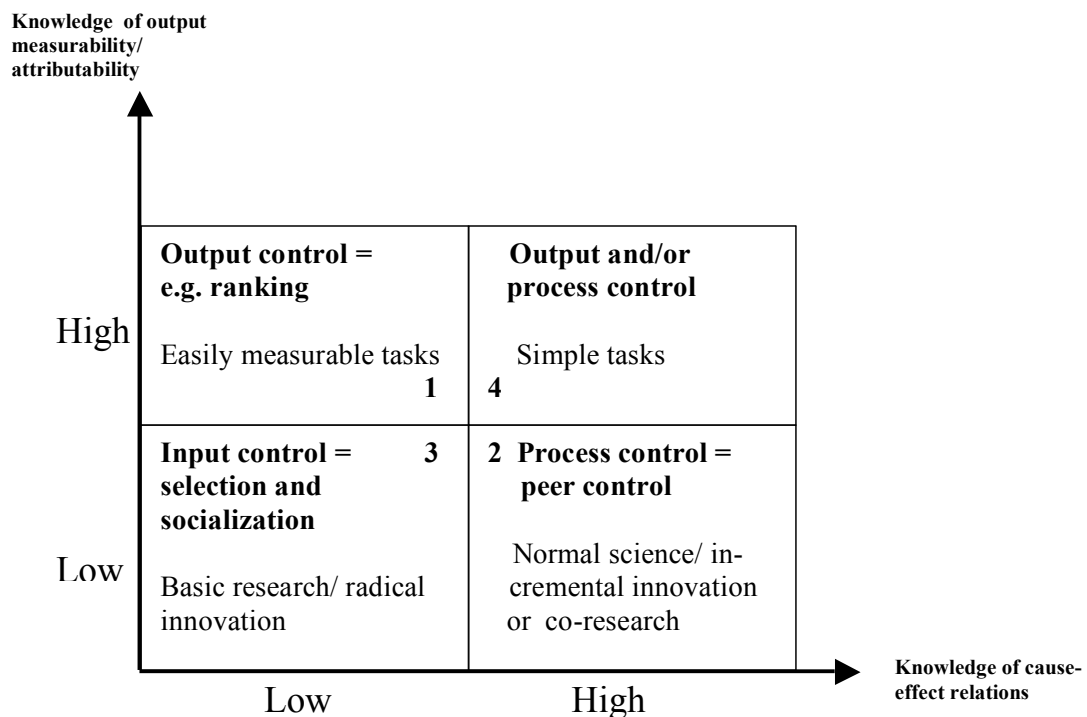 Knowledge of output
measurability/
attributability
Output control =
e.g. ranking
Easily measurable tasks
1
Output and/or
process control
Simple tasks
4
High
Input control = 3
selection and
socialization
Basic research/ radical
innovation
2 Process control =
peer control
Normal science/ in-
cremental innovation
or co-research
Low
Low
High
Knowledge of cause-
effect relations